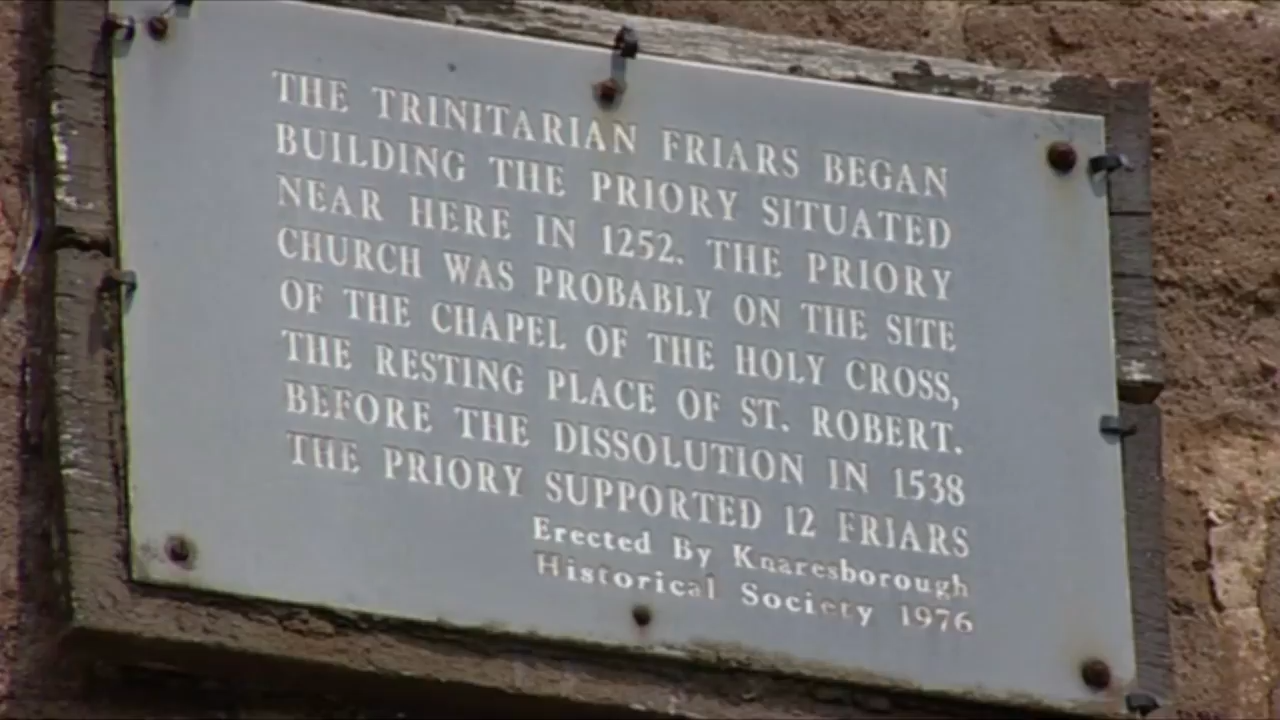 THE TRINITARIAN FRIARS BEGAN
BUILDING THE PRIORY SITUATED
NEAR HERE IN 1252. THE PRIORY
CHURCH WAS PROBABLY ON THE SITE
OF THE CHAPEL OF THE HOLY CROSS,
THE RESTING PLACE OF ST. ROBERT.
BEFORE THE DISSOLUTION IN 1538
THE PRIORY SUPPORTED 12 FRIARS
Erected By Knaresborough
Historical Society 1976